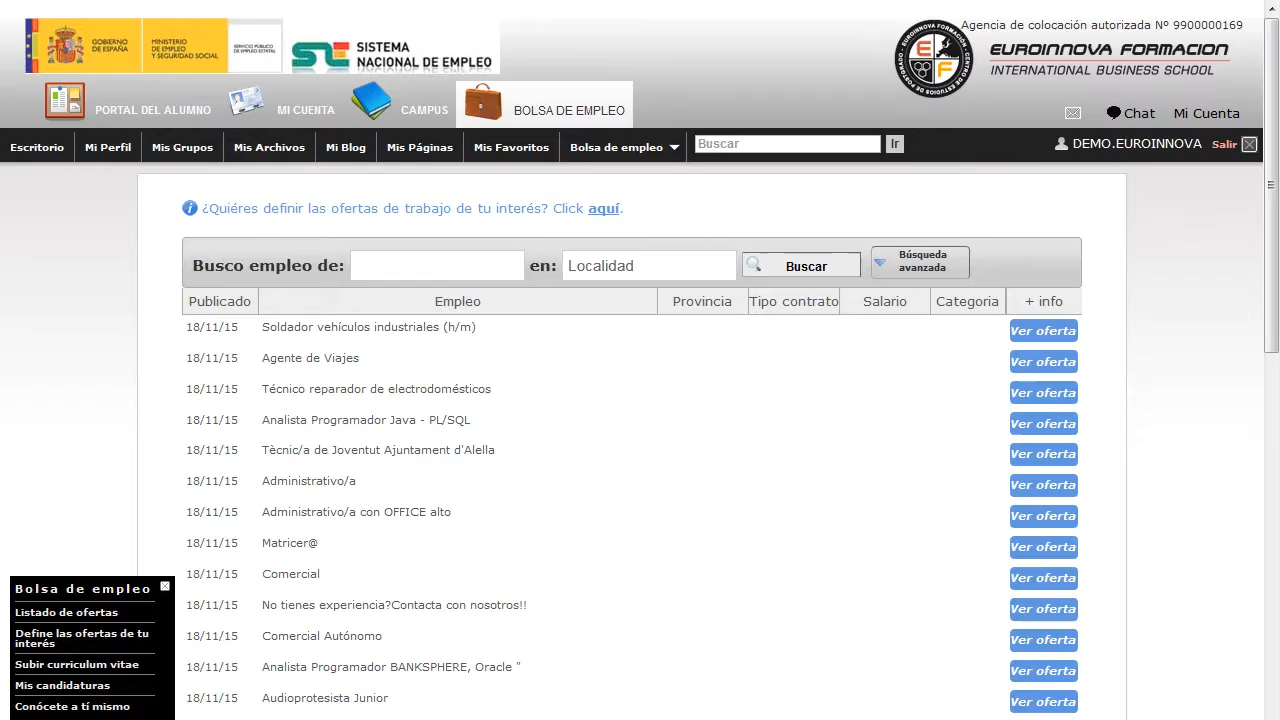 Agencia de colocación autorizada Nº 9900000169
GOBIERNO DE ESPAÑA
MINISTERIO DE EMPLEO Y SEGURIDAD SOCIAL
SERVICIO PÚBLICO DE EMPLEO ESTATAL
SISTEMA NACIONAL DE EMPLEO
EUROINNOVA FORMACION
INTERNATIONAL BUSINESS SCHOOL
PORTAL DEL ALUMNO
MI CUENTA
CAMPUS
BOLSA DE EMPLEO
Chat
Mi Cuenta
Escritorio
Mi Perfil
Mis Grupos
Mis Archivos
Mi Blog
Mis Páginas
Mis Favoritos
Bolsa de empleo
Buscar
Ir
DEMO.EUROINNOVA
Salir
¿Quiéres definir las ofertas de trabajo de tu interés? Click aquí.
Busco empleo de:
en:
Localidad
Buscar
Búsqueda avanzada
Publicado Empleo Provincia Tipo contrato Salario Categoria + info
18/11/15 Soldador vehículos industriales (h/m) Ver oferta
18/11/15 Agente de Viajes Ver oferta
18/11/15 Técnico reparador de electrodomésticos Ver oferta
18/11/15 Analista Programador Java - PL/SQL Ver oferta
18/11/15 Tècnic/a de Joventut Ajuntament d'Alella Ver oferta
18/11/15 Administrativo/a Ver oferta
18/11/15 Administrativo/a con OFFICE alto Ver oferta
18/11/15 Matricer@ Ver oferta
18/11/15 Comercial Ver oferta
18/11/15 No tienes experiencia?Contacta con nosotros!! Ver oferta
18/11/15 Comercial Autónomo Ver oferta
18/11/15 Analista Programador BANKSPHERE, Oracle " Ver oferta
18/11/15 Audioprotesista Junior Ver oferta
Bolsa de empleo
Listado de ofertas
Define las ofertas de tu
interés
Subir curriculum vitae
Mis candidaturas
Conócete a tí mismo